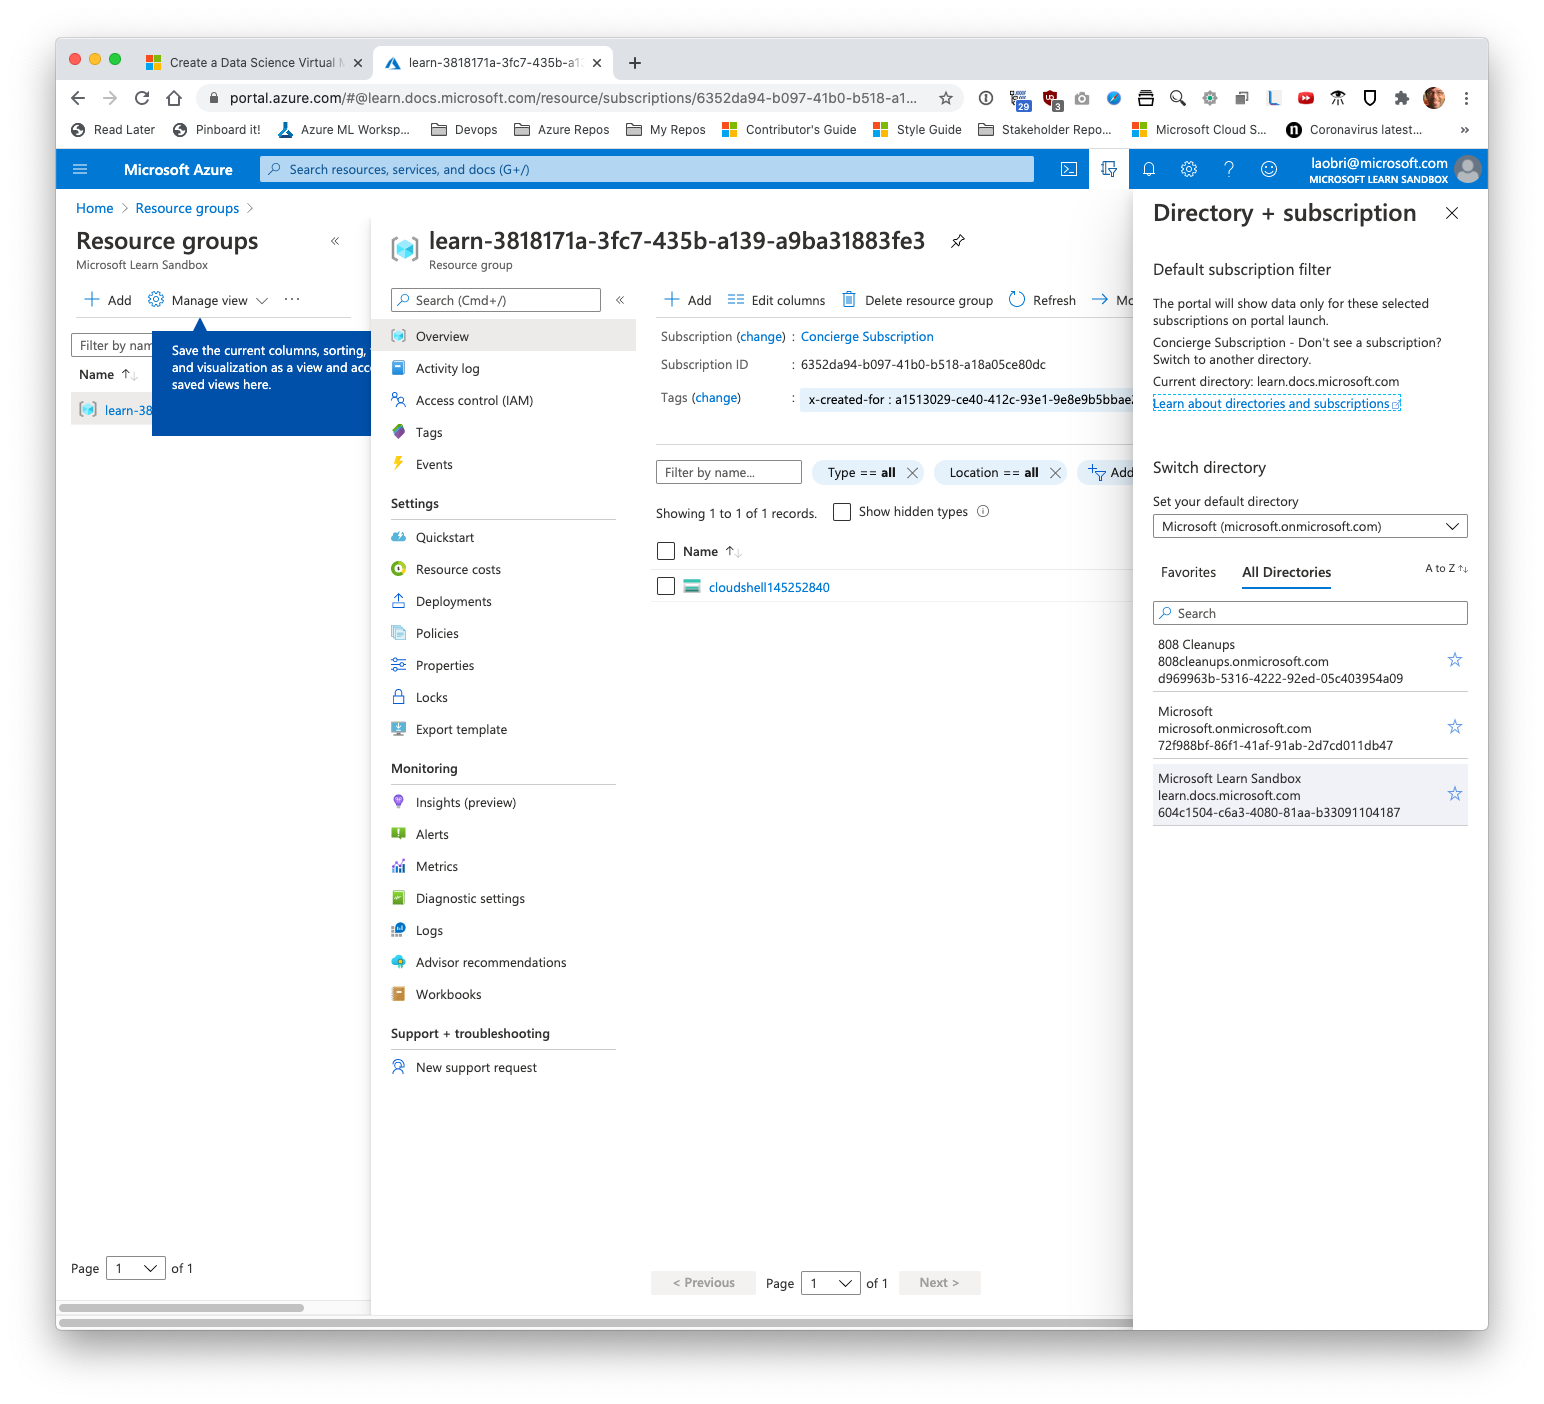 Create a Data Science Virtual
learn-3818171a-3fc7-435b-a1
portal.azure.com/#@learn.docs.microsoft.com/resource/subscriptions/6352da94-b097-41b0-b518-a1...
29
3
Read Later
Pinboard it!
Azure ML Worksp...
Devops
Azure Repos
My Repos
Contributor's Guide
Style Guide
Stakeholder Repo...
Microsoft Cloud S...
Coronavirus latest...
»
Microsoft Azure
Search resources, services, and docs (G+/)
laobri@microsoft.com
MICROSOFT LEARN SANDBOX
Home > Resource groups >
Resource groups
«
Microsoft Learn Sandbox
Add
Manage view
...
Filter by nam
Save the current columns, sorting,
and visualization as a view and acc
saved views here.
Name
learn-38
Page 1 of 1
learn-3818171a-3fc7-435b-a139-a9ba31883fe3
Resource group
Search (Cmd+/)
«
Overview
Activity log
Access control (IAM)
Tags
Events
Settings
Quickstart
Resource costs
Deployments
Policies
Properties
Locks
Export template
Monitoring
Insights (preview)
Alerts
Metrics
Diagnostic settings
Logs
Advisor recommendations
Workbooks
Support + troubleshooting
New support request
Add
Edit columns
Delete resource group
Refresh
Mo
Subscription (change) : Concierge Subscription
Subscription ID : 6352da94-b097-41b0-b518-a18a05ce80dc
Tags (change) : x-created-for : a1513029-ce40-412c-93e1-9e8e9b5bbae
Filter by name...
Type == all
Location == all
Add
Showing 1 to 1 of 1 records.
Show hidden types
Name
cloudshell145252840
< Previous
Page 1 of 1
Next >
Directory + subscription
Default subscription filter
The portal will show data only for these selected
subscriptions on portal launch.
Concierge Subscription - Don't see a subscription?
Switch to another directory.
Current directory: learn.docs.microsoft.com
Learn about directories and subscriptions
Switch directory
Set your default directory
Microsoft (microsoft.onmicrosoft.com)
Favorites
All Directories
A to Z
Search
808 Cleanups
808cleanups.onmicrosoft.com
d969963b-5316-4222-92ed-05c403954a09
Microsoft
microsoft.onmicrosoft.com
72f988bf-86f1-41af-91ab-2d7cd011db47
Microsoft Learn Sandbox
learn.docs.microsoft.com
604c1504-c6a3-4080-81aa-b33091104187